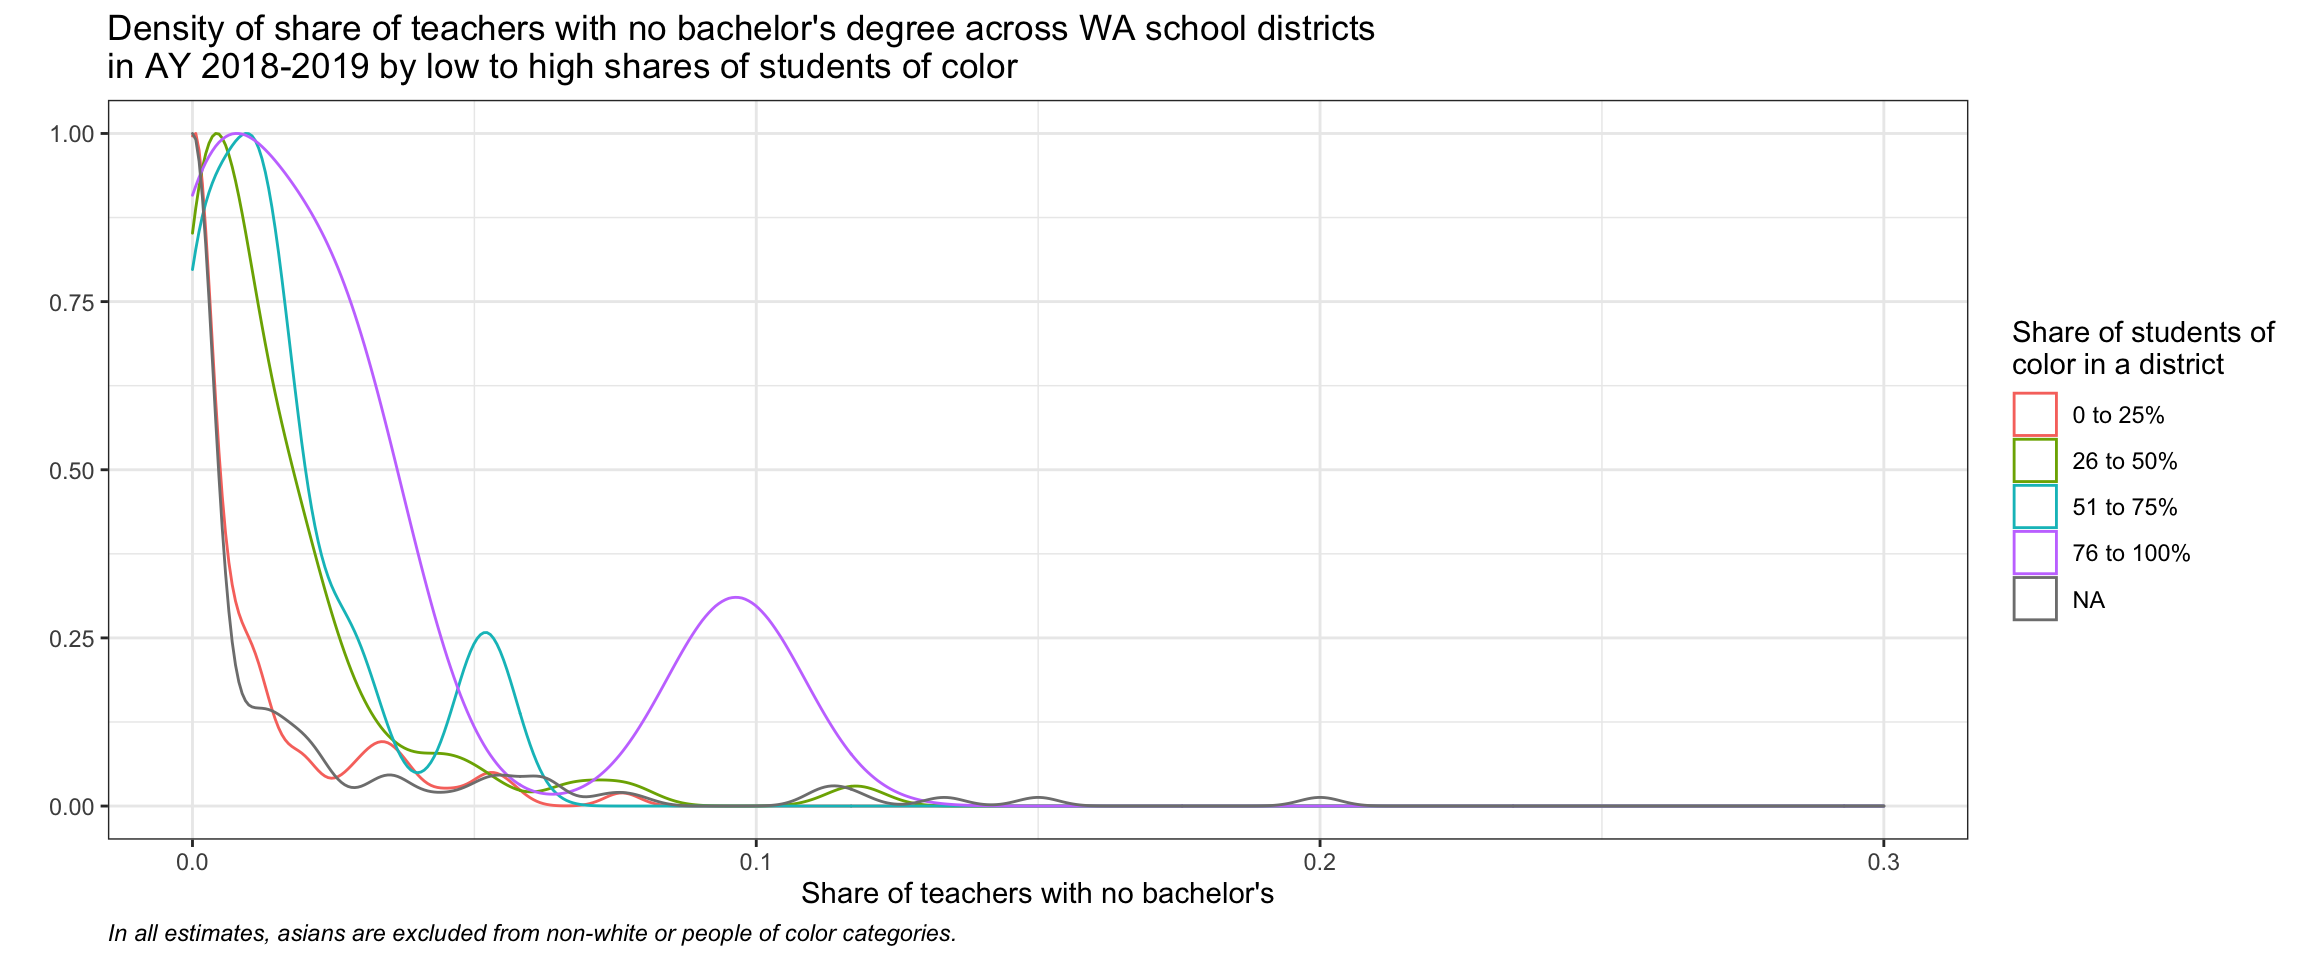 Density of share of teachers with no bachelor's degree across WA school districts
in AY 2018-2019 by low to high shares of students of color
1.00
0.75
0.50
0.25
0.00
0.0
0.1
0.2
0.3
Share of teachers with no bachelor's
In all estimates, asians are excluded from non-white or people of color categories.
Share of students of
color in a district
0 to 25%
26 to 50%
51 to 75%
76 to 100%
NA